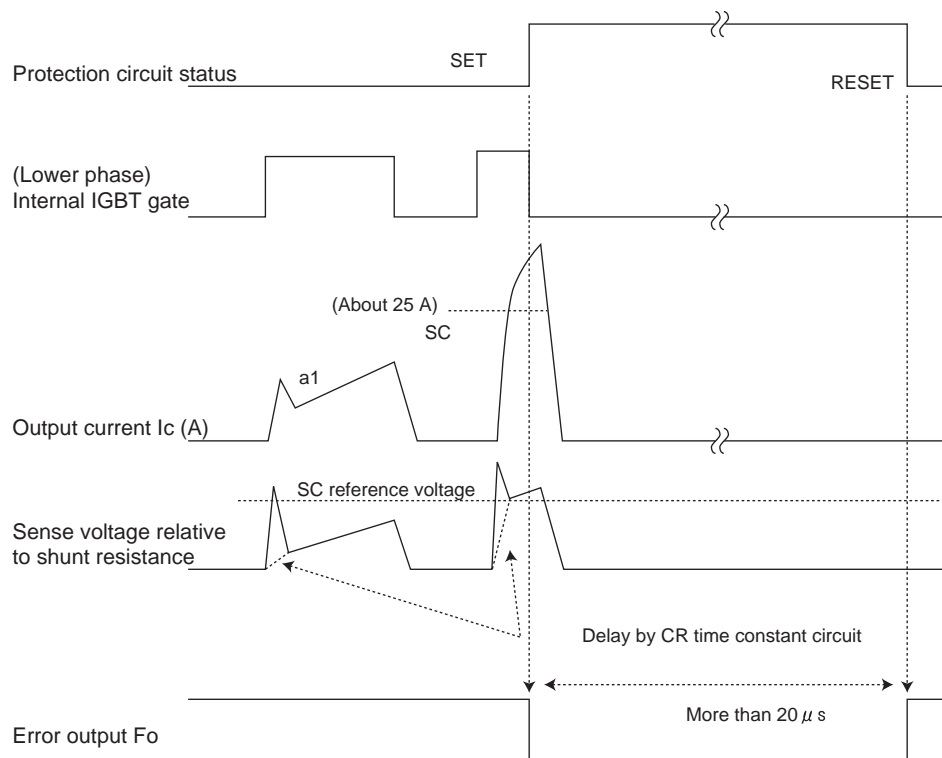 SET
Protection circuit status
RESET
(Lower phase)
Internal IGBT gate
(About 25 A)
SC
a1
Output current Ic (A)
SC reference voltage
Sense voltage relative
to shunt resistance
Delay by CR time constant circuit
More than 20 μ s
Error output Fo